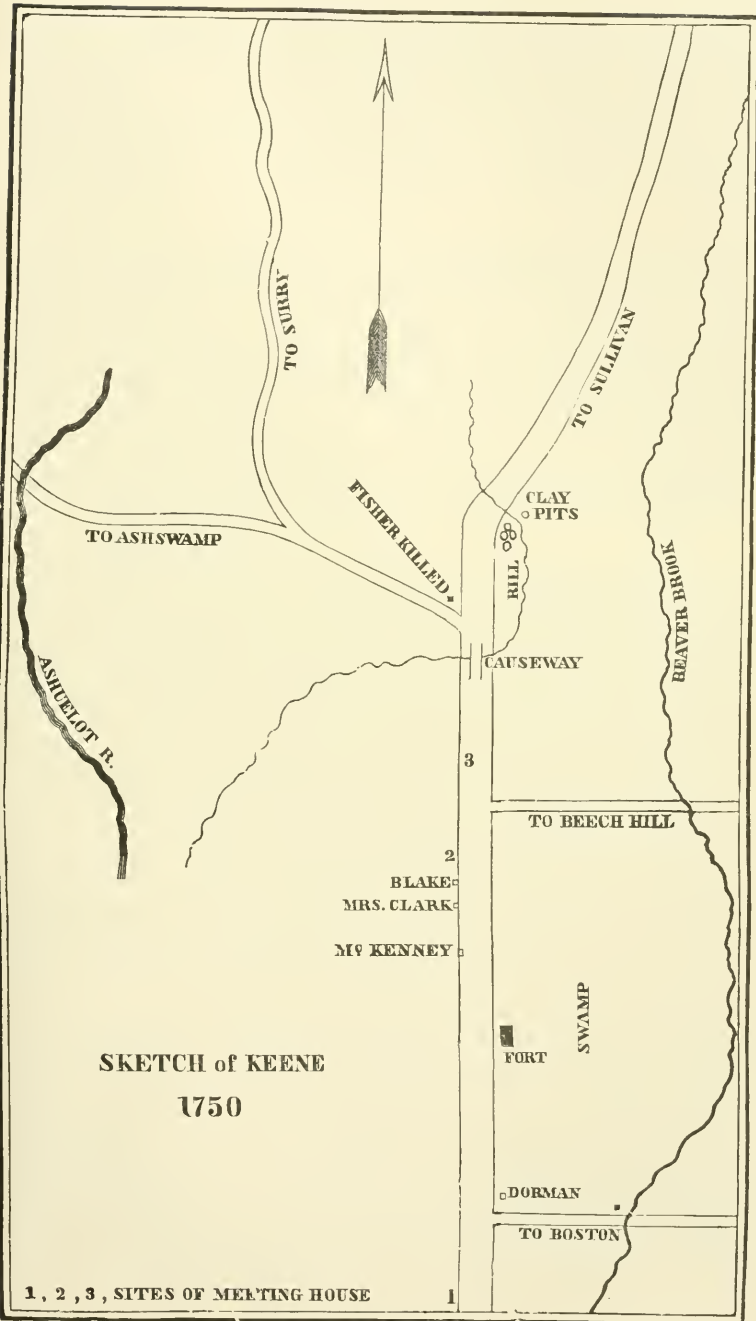 TO SURRY
TO SULLIVAN
FISHER KILLED.
CLAY
PITS
TO ASHSWAMP
RILL
BEAVER BROOK
CAUSEWAY
ASHUELOT R.
3
TO BEECH HILL
2
BLAKE
MRS. CLARK
Mc KENNEY
SWAMP
FORT
SKETCH of KEENE
1750
DORMAN
TO BOSTON
1, 2, 3, SITES OF MEETING HOUSE
1